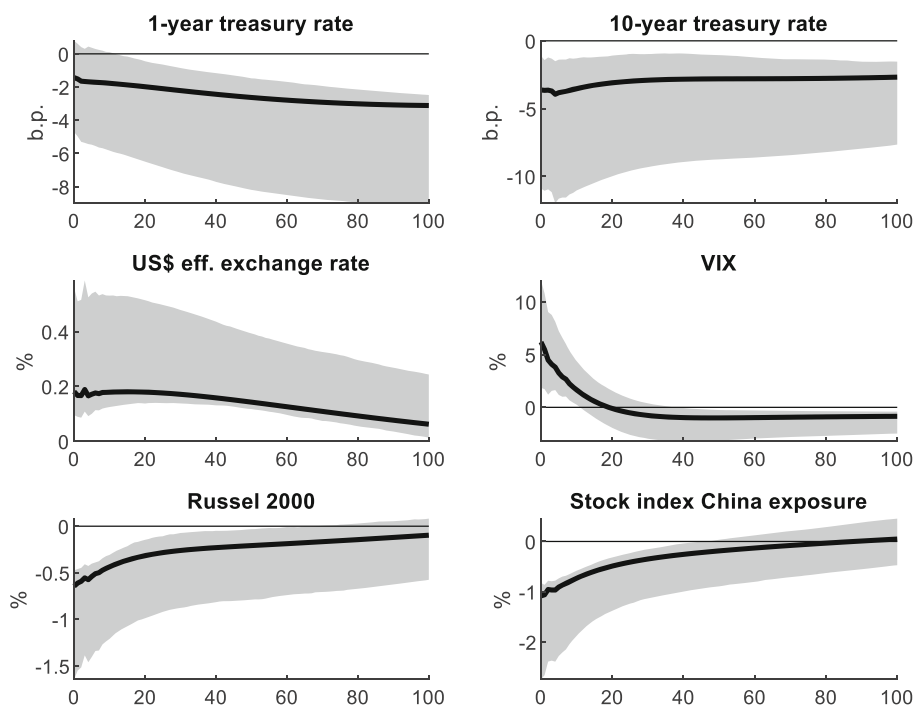 1-year treasury rate
0
-2
-4
-6
-8
b.p.
0 20 40 60 80 100
10-year treasury rate
0
-5
-10
b.p.
0 20 40 60 80 100
US$ eff. exchange rate
0.4
0.2
0
%
0 20 40 60 80 100
VIX
10
5
0
%
0 20 40 60 80 100
Russel 2000
0
-0.5
-1
-1.5
%
0 20 40 60 80 100
Stock index China exposure
0
-1
-2
%
0 20 40 60 80 100